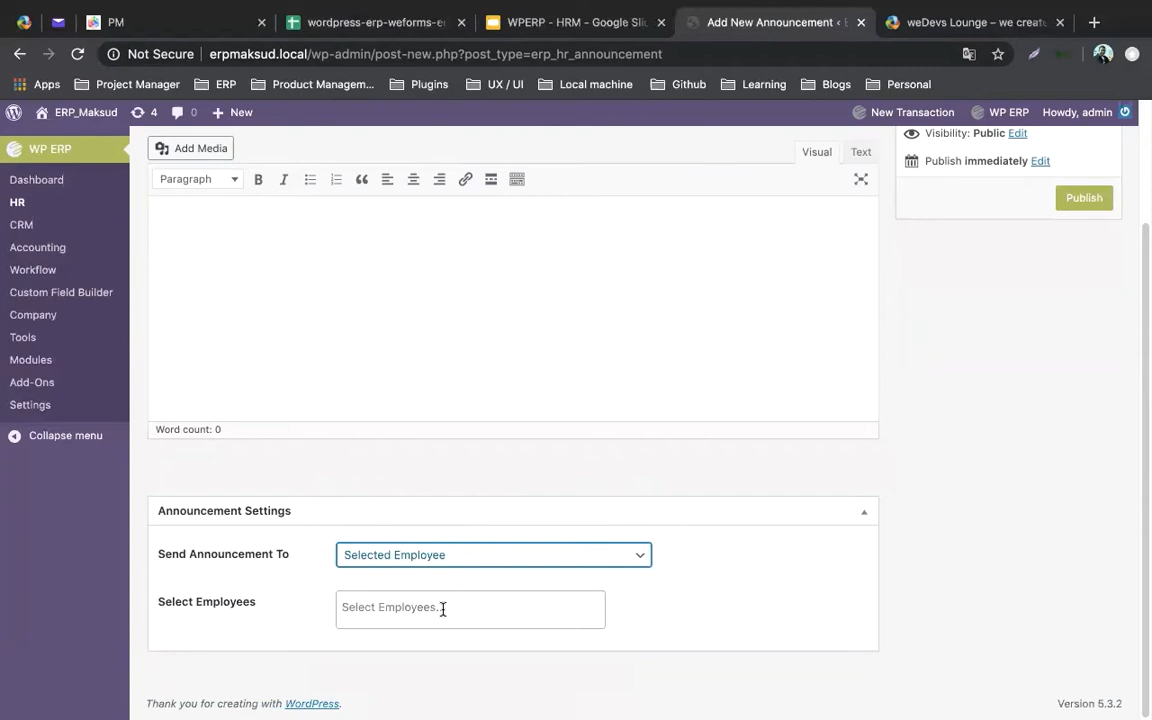 PM
wordpress-erp-weforms-er
WPERP - HRM - Google Slid
Add New Announcement ‹ E
weDevs Lounge – we create
Not Secure
erpmaksud.local/wp-admin/post-new.php?post_type=erp_hr_announcement
Apps
Project Manager
ERP
Product Managem...
Plugins
UX / UI
Local machine
Github
Learning
Blogs
Personal
ERP_Maksud
4
0
New
New Transaction
WP ERP
Howdy, admin
WP ERP
Dashboard
HR
CRM
Accounting
Workflow
Custom Field Builder
Company
Tools
Modules
Add-Ons
Settings
Collapse menu
Add Media
Visual
Text
Paragraph
Word count: 0
Visibility: Public Edit
Publish immediately Edit
Publish
Announcement Settings
Send Announcement To
Selected Employee
Select Employees
Select Employees..
Thank you for creating with WordPress.
Version 5.3.2